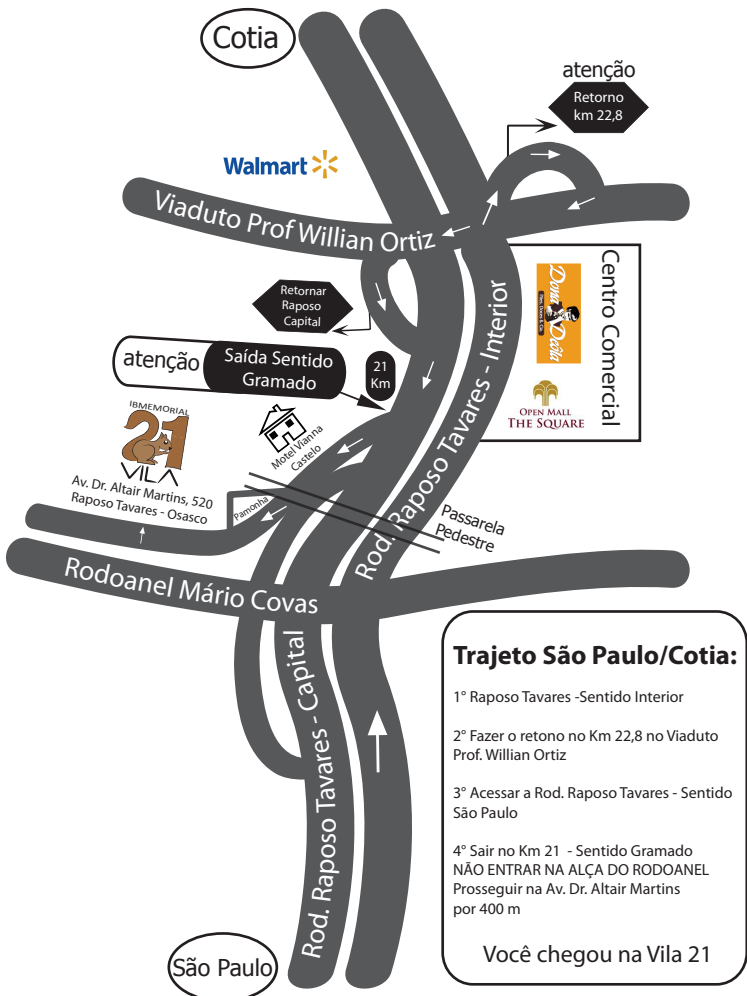 Cotia
atenção
Retorno
km 22,8
Walmart
Viaduto Prof Willian Ortiz
Retornar
Raposo
Capital
atenção
Saída Sentido
Gramado
21
Km
Rod. Raposo Tavares - Interior
Centro Comercial
Dona
Deôla
OPEN MALL
THE SQUARE
IBMEMORIAL
21
VILA
Motel Vianna
Castelo
Av. Dr. Altair Martins, 520
Raposo Tavares - Osasco
Pamonha
Passarela
Pedestre
Rodoanel Mário Covas
Rod. Raposo Tavares - Capital
São Paulo
Trajeto São Paulo/Cotia:
1° Raposo Tavares -Sentido Interior
2° Fazer o retono no Km 22,8 no Viaduto
Prof. Willian Ortiz
3° Acessar a Rod. Raposo Tavares - Sentido
São Paulo
4° Sair no Km 21 - Sentido Gramado
NÃO ENTRAR NA ALÇA DO RODOANEL
Prosseguir na Av. Dr. Altair Martins
por 400 m
Você chegou na Vila 21